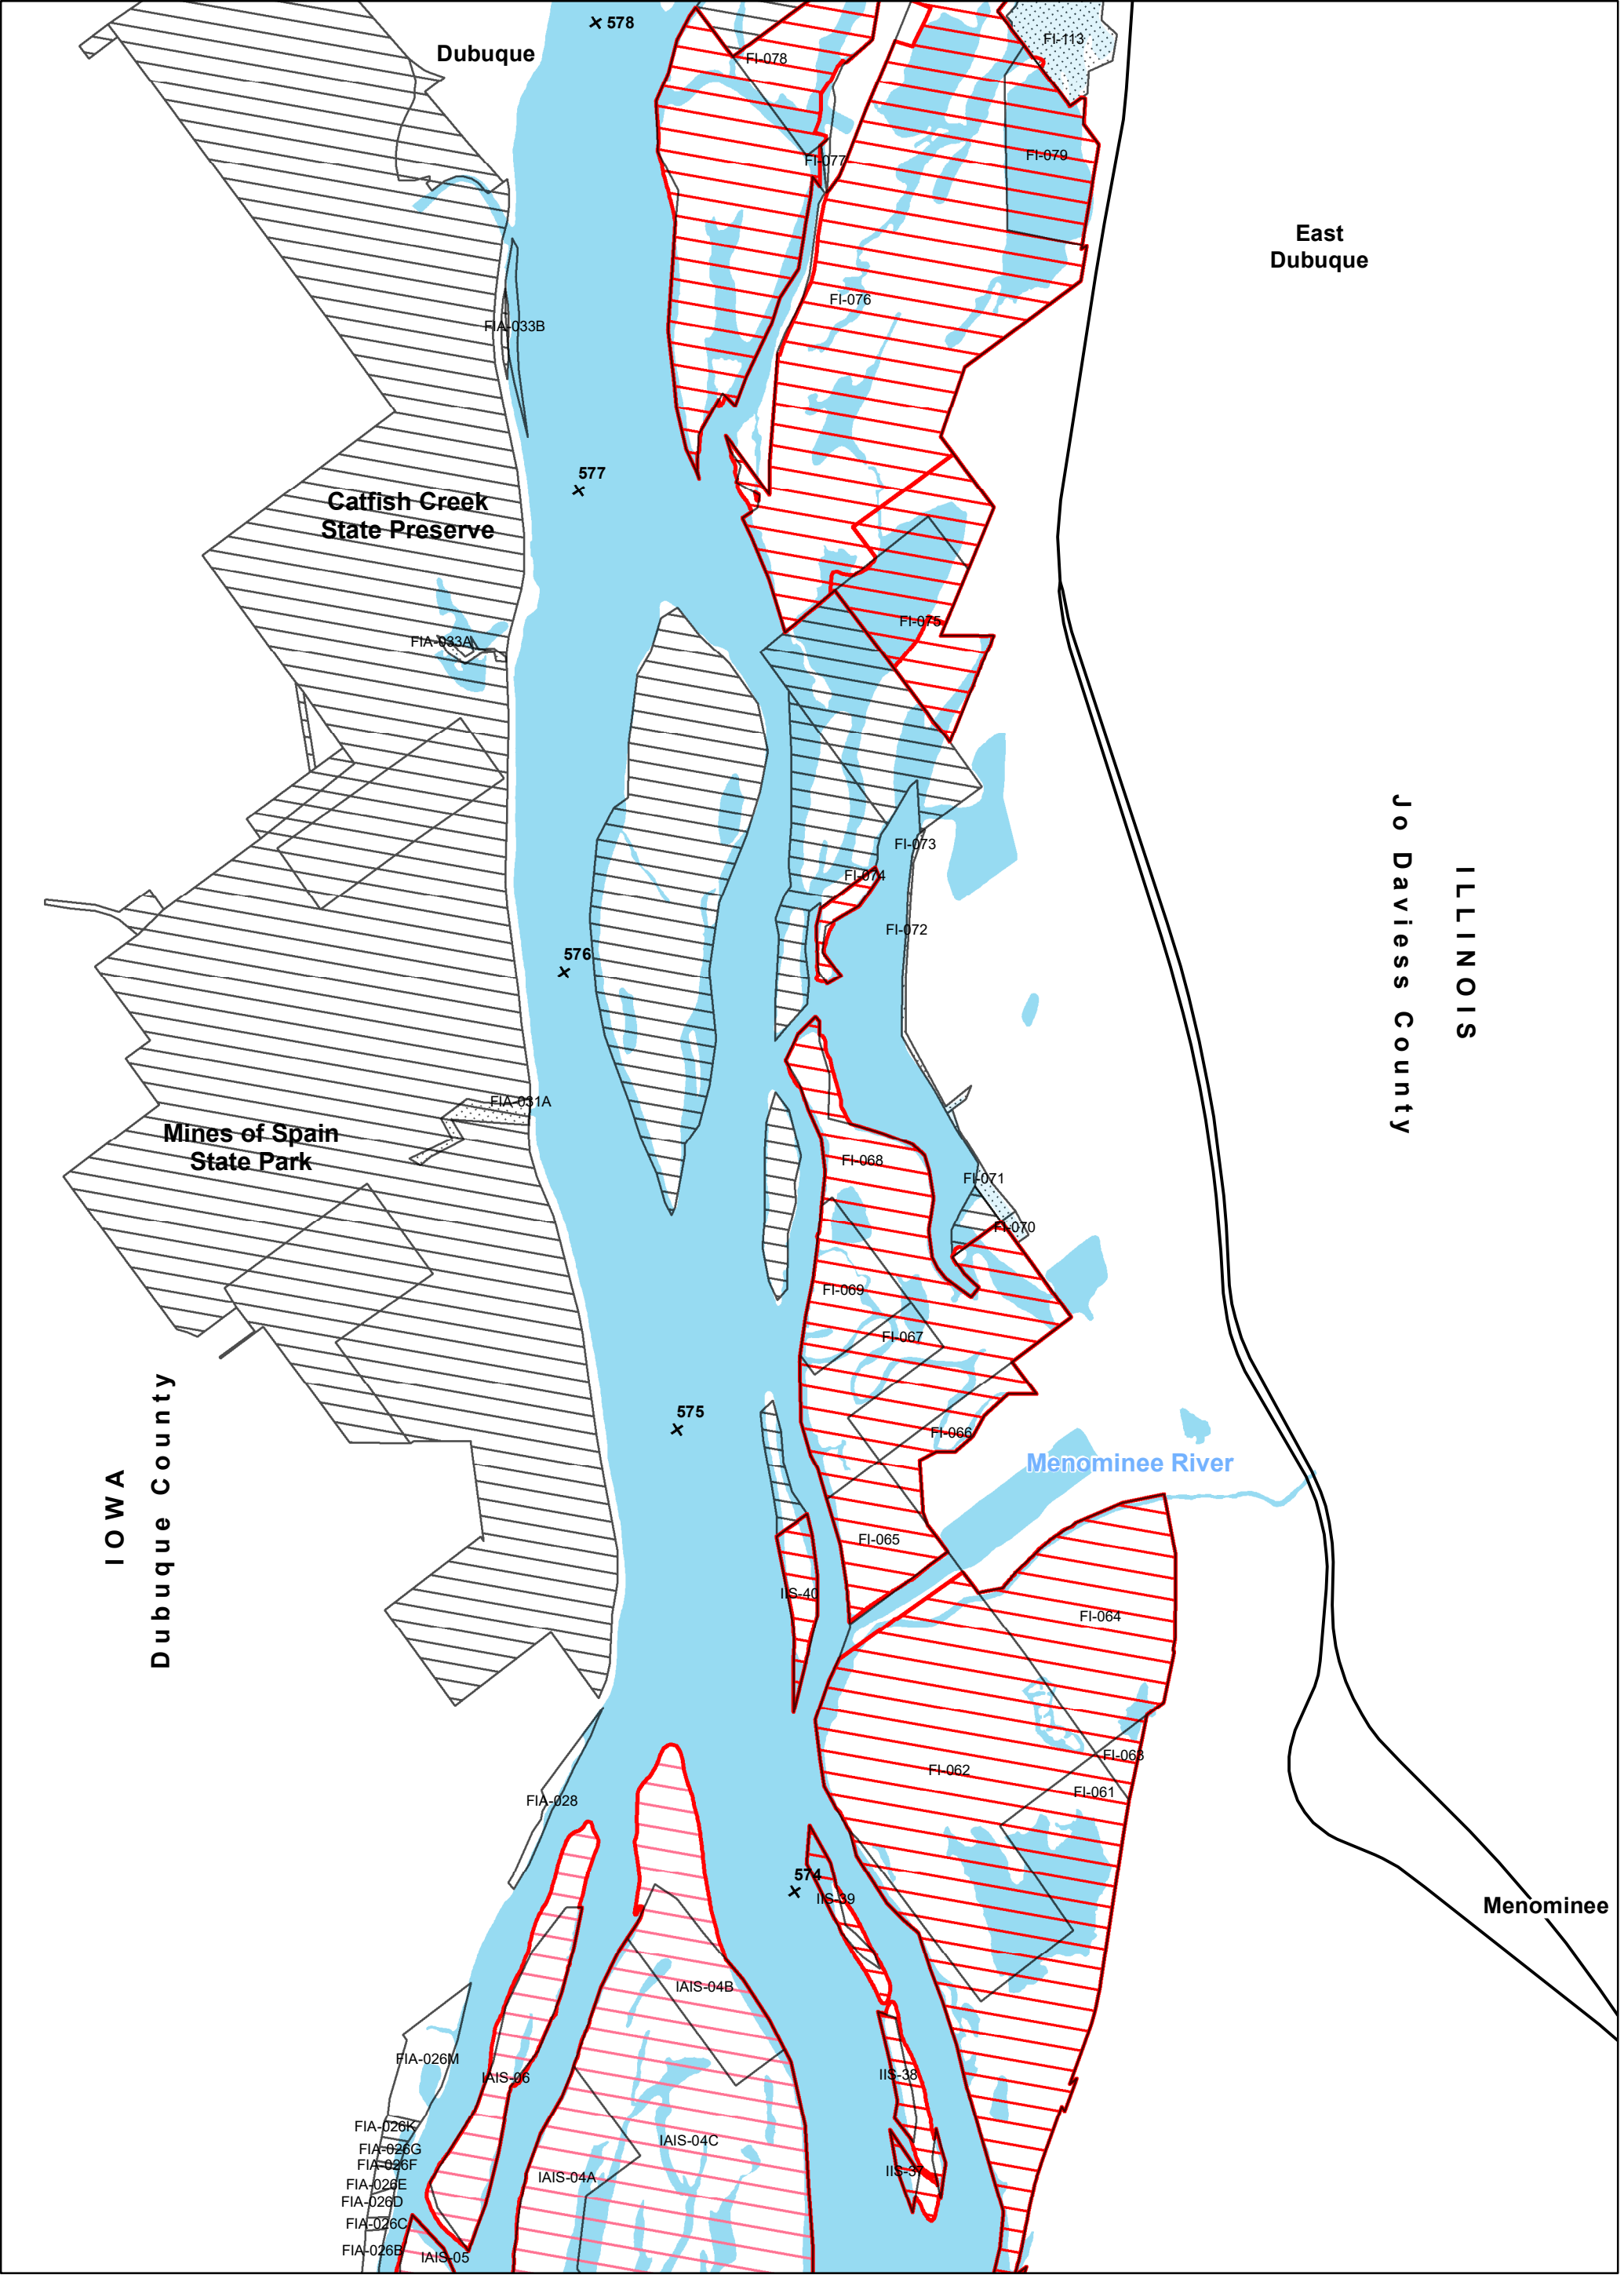 578
Dubuque
FI-113
FI-078
FI-079
FI-077
East
Dubuque
FI-076
FIA-033B
577
Catfish Creek
State Preserve
FI-075
FIA-033A
FI-073
FI-074
FI-072
Jo Daviess County
ILLINOIS
576
FIA-031A
Mines of Spain
State Park
FI-068
FI-071
FI-070
FI-069
FI-067
575
FI-066
Menominee River
IOWA
Dubuque County
FI-065
IIS-40
FI-064
FI-063
FI-062
FI-061
FIA-028
574
IIS-39
Menominee
IAIS-04B
FIA-026M
IAIS-06
IIS-38
FIA-026K
IAIS-04C
FIA-026G
FIA-026F
IIS-37
IAIS-04A
FIA-026E
FIA-026D
FIA-026C
FIA-026B
IAIS-05